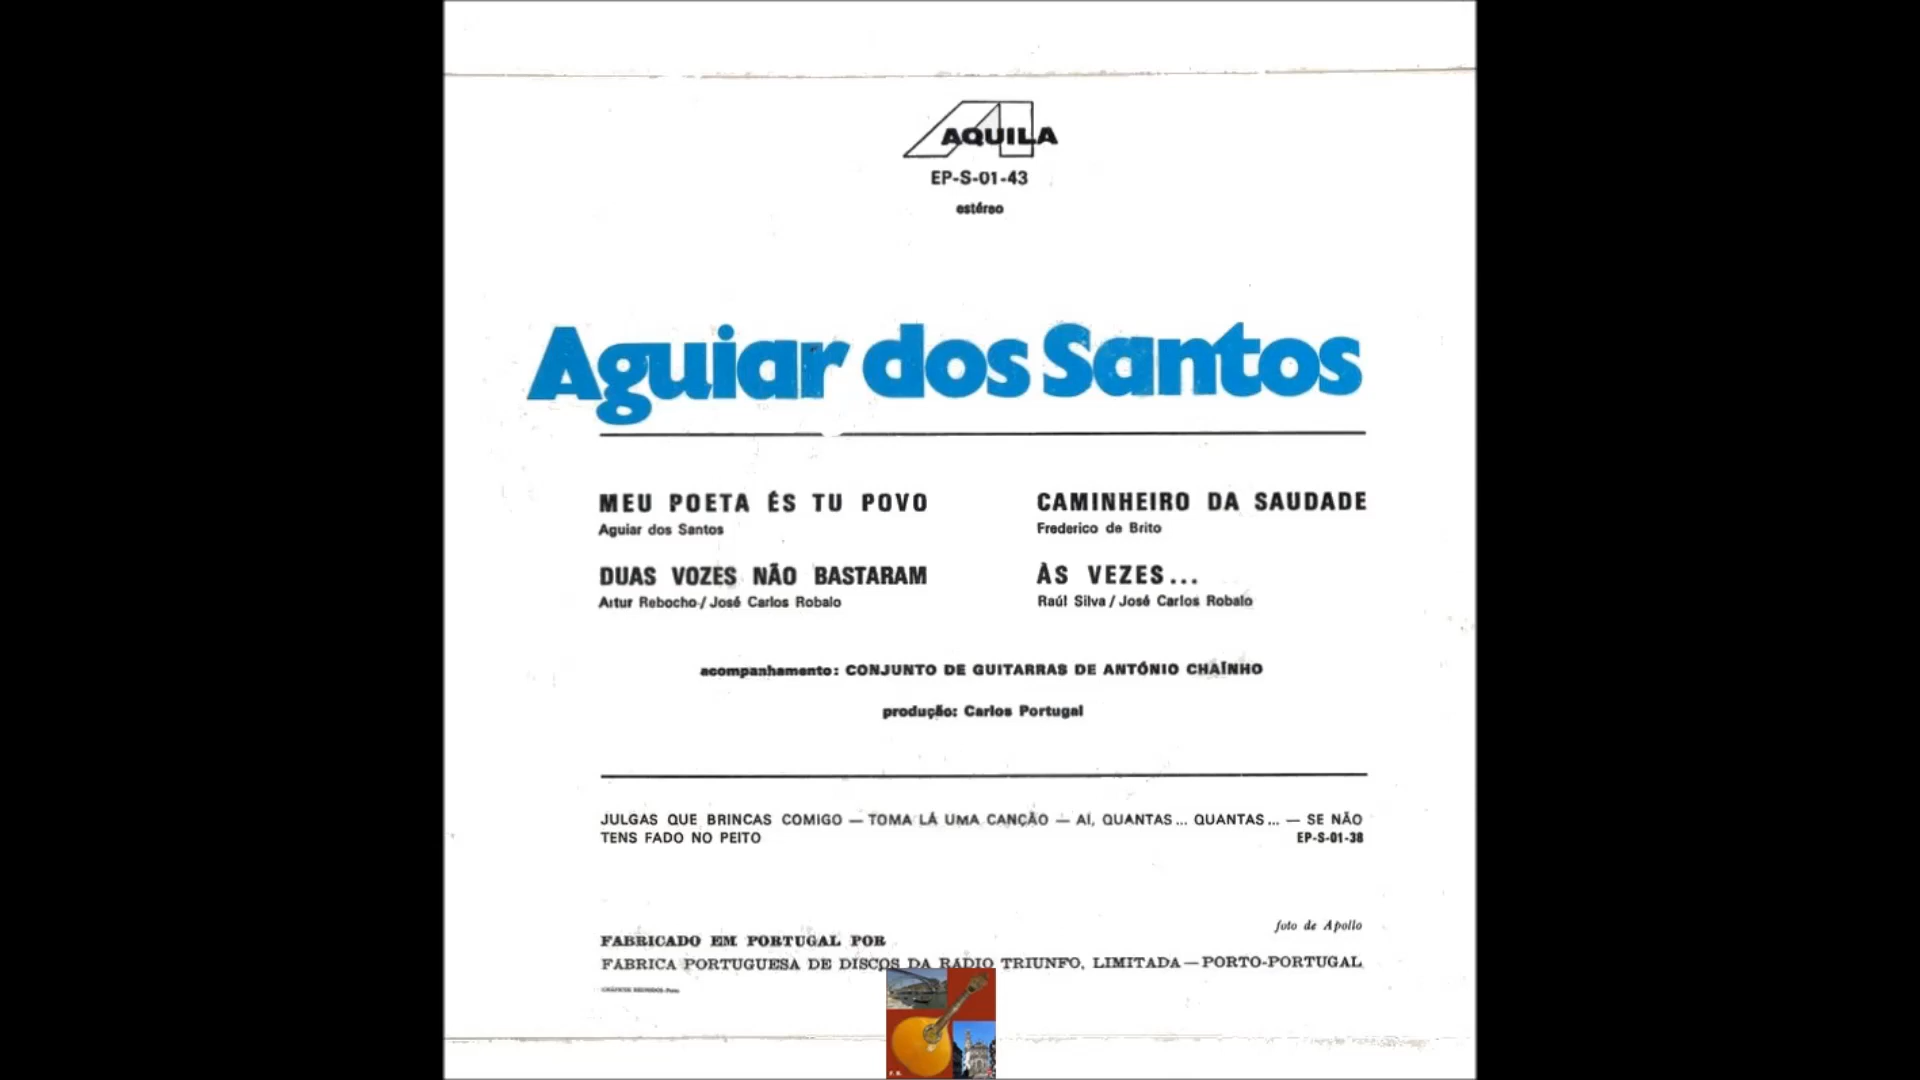 AQUILA
EP-S-01-43
estéreo
Aguiar dos Santos
MEU POETA ÉS TU POVO
Aguiar dos Santos
DUAS VOZES NÃO BASTARAM
Artur Rebocho/José Carlos Robalo
CAMINHEIRO DA SAUDADE
Frederico de Brito
ÀS VEZES...
Raúl Silva/José Carlos Robalo
acompanhamento: CONJUNTO DE GUITARRAS DE ANTÓNIO CHAÍNHO
produção: Carlos Portugal
JULGAS QUE BRINCAS COMIGO — TOMA LÁ UMA CANÇÃO — AI, QUANTAS... QUANTAS... — SE NÃO
TENS FADO NO PEITO EP-S-01-38
foto de Apollo
FABRICADO EM PORTUGAL POR
FÁBRICA PORTUGUESA DE DISCOS DA RÁDIO TRIUNFO, LIMITADA—PORTO-PORTUGAL